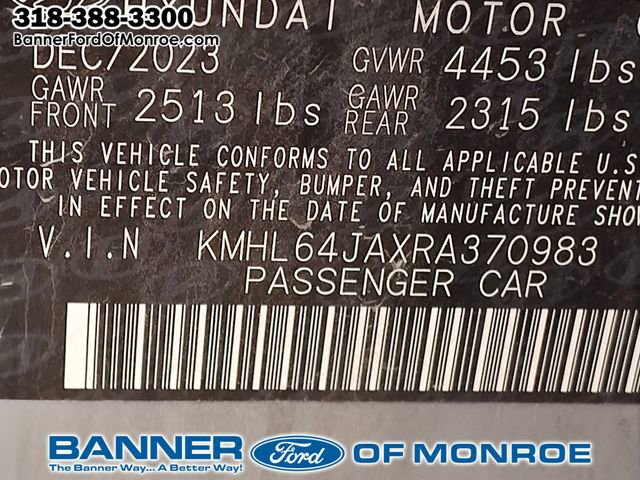 318-388-3300
BannerFordOfMonroe.com
HYUNDAI MOTOR
DEC/2023 GVWR 4453 lbs
GAWR FRONT 2513 lbs GAWR REAR 2315 lbs
THIS VEHICLE CONFORMS TO ALL APPLICABLE U.S
OTOR VEHICLE SAFETY, BUMPER, AND THEFT PREVENT
IN EFFECT ON THE DATE OF MANUFACTURE SHO
V.I.N KMHL64JAXRA370983
PASSENGER CAR
BANNER Ford OF MONROE
The Banner Way... A Better Way!